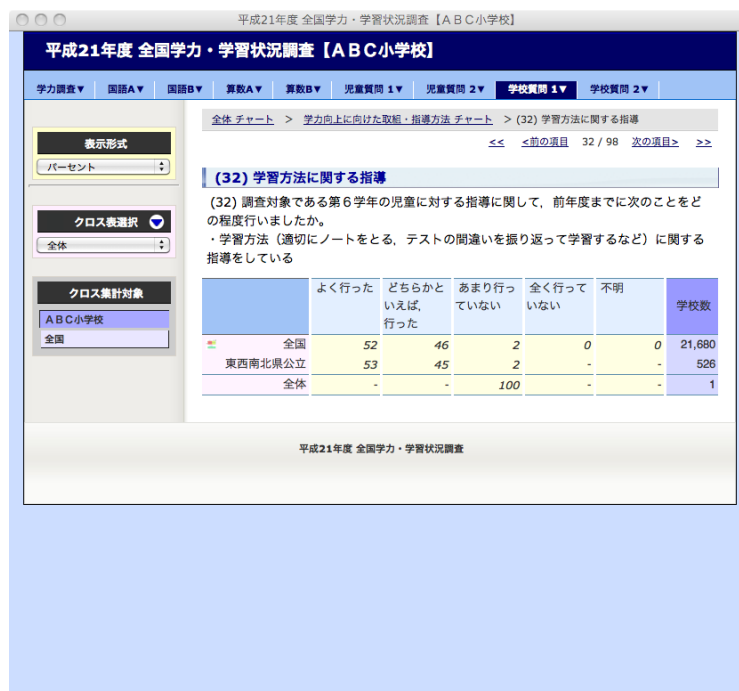 平成21年度 全国学力・学習状況調査【ＡＢＣ小学校】
平成21年度 全国学力・学習状況調査【ＡＢＣ小学校】
学力調査▼ 国語A▼ 国語B▼ 算数A▼ 算数B▼ 児童質問 1▼ 児童質問 2▼ 学校質問 1▼ 学校質問 2▼
全体 チャート > 学力向上に向けた取組・指導方法 チャート > (32) 学習方法に関する指導
<< <前の項目 32 / 98 次の項目> >>
表示形式
パーセント
クロス表選択
全体
クロス集計対象
ＡＢＣ小学校
全国
(32) 学習方法に関する指導
(32) 調査対象である第６学年の児童に対する指導に関して，前年度までに次のことをど
の程度行いましたか。
・学習方法（適切にノートをとる，テストの間違いを振り返って学習するなど）に関する
指導をしている
よく行った どちらかと あまり行っ 全く行って 不明
いえば， ていない いない 学校数
行った
全国 52 46 2 0 0 21,680
東西南北県公立 53 45 2 - - 526
全体 - - 100 - - 1
平成21年度 全国学力・学習状況調査